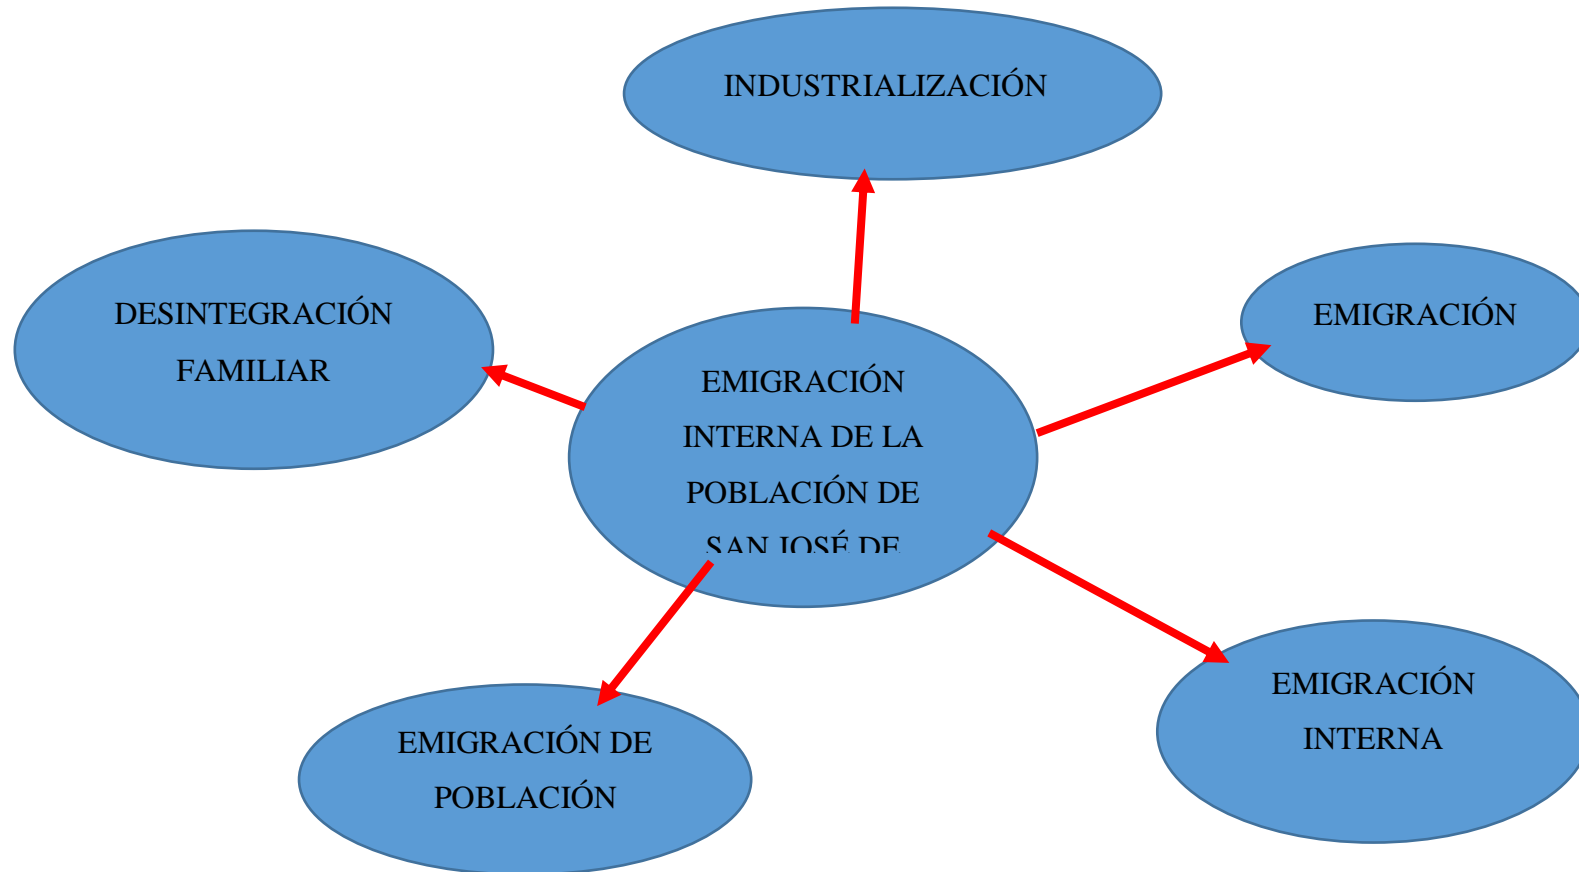 INDUSTRIALIZACIÓN
DESINTEGRACIÓN
FAMILIAR
EMIGRACIÓN
EMIGRACIÓN
INTERNA DE LA
POBLACIÓN DE
SAN JOSÉ DE
EMIGRACIÓN
INTERNA
EMIGRACIÓN DE
POBLACIÓN